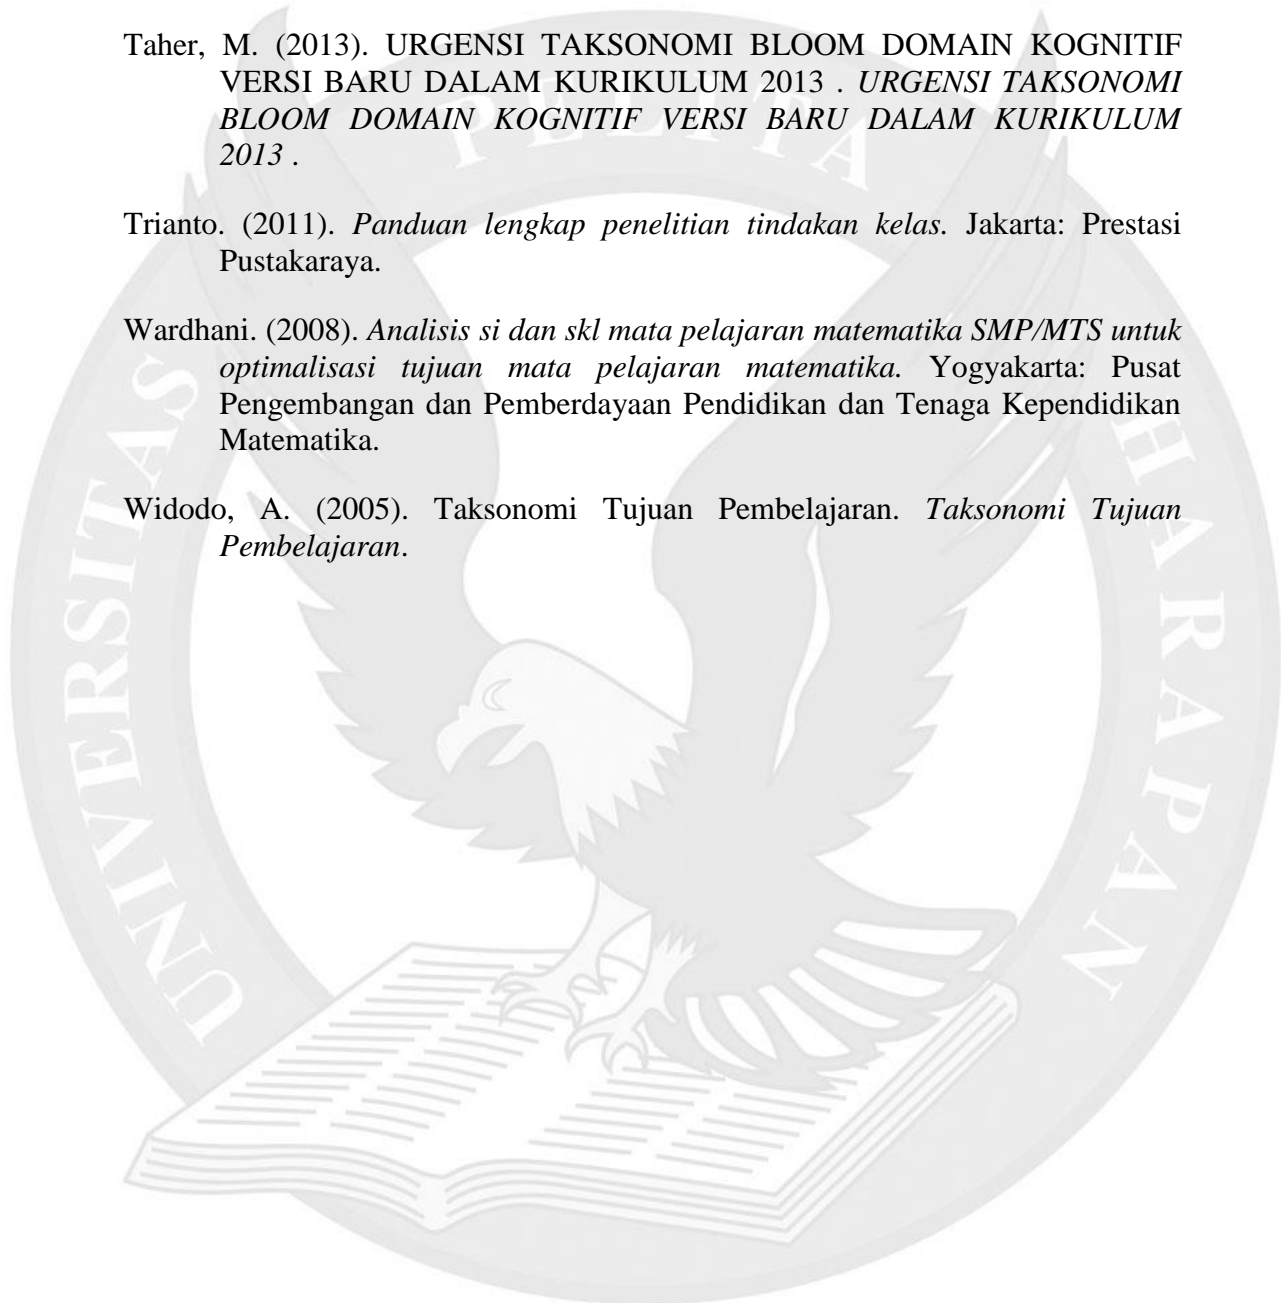 Taher, M. (2013). URGENSI TAKSONOMI BLOOM DOMAIN KOGNITIF
VERSI BARU DALAM KURIKULUM 2013 . URGENSI TAKSONOMI
BLOOM DOMAIN KOGNITIF VERSI BARU DALAM KURIKULUM
2013 .
Trianto. (2011). Panduan lengkap penelitian tindakan kelas. Jakarta: Prestasi
Pustakaraya.
Wardhani. (2008). Analisis si dan skl mata pelajaran matematika SMP/MTS untuk
optimalisasi tujuan mata pelajaran matematika. Yogyakarta: Pusat
Pengembangan dan Pemberdayaan Pendidikan dan Tenaga Kependidikan
Matematika.
Widodo, A. (2005). Taksonomi Tujuan Pembelajaran. Taksonomi Tujuan
Pembelajaran.
UNIVERSITAS PELITA HARAPAN